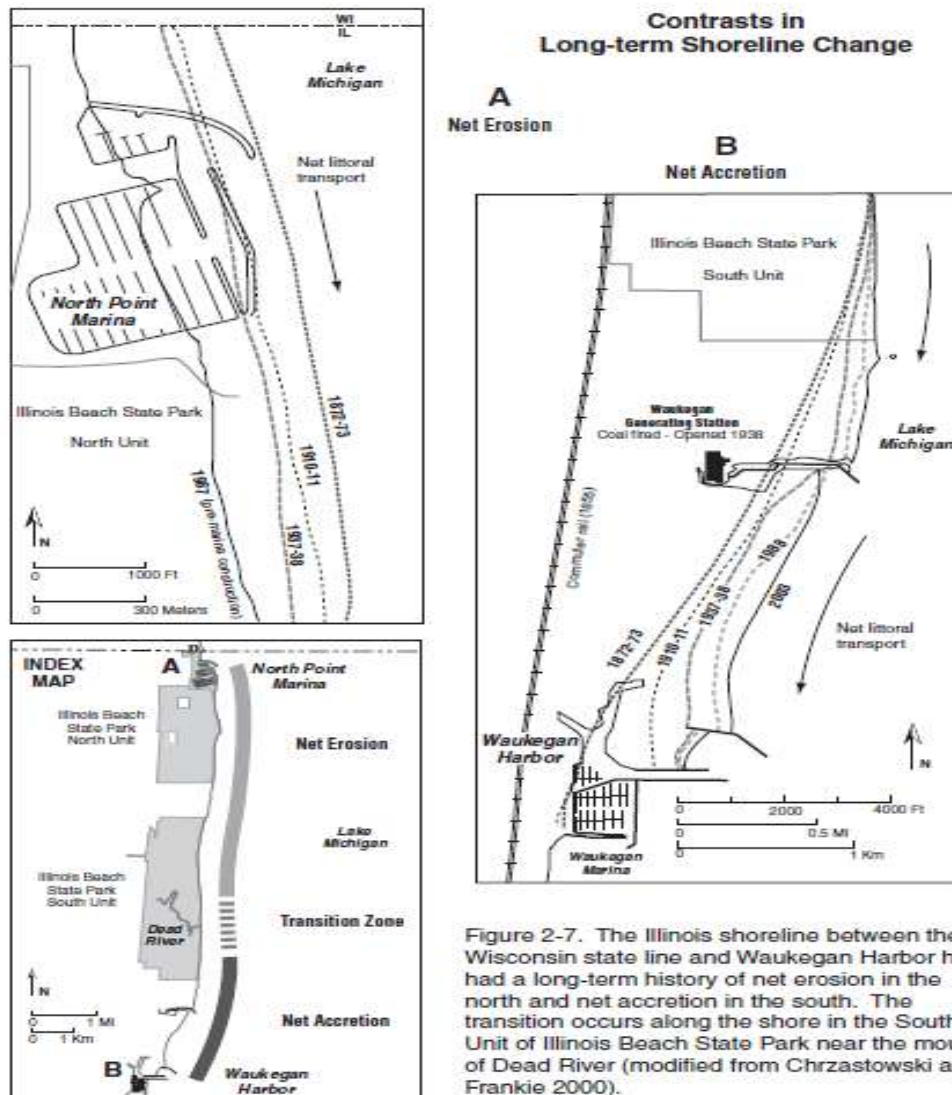 Contrasts in
Long-term Shoreline Change
A
Net Erosion
B
Net Accretion
WI
IL
Lake
Michigan
Net littoral
transport
North Point
Marina
Illinois Beach State Park
North Unit
1872-73
1910-11
1937-38
1987 (pre-marina construction)
N
0 1000 Ft
0 300 Meters
Illinois Beach State Park
South Unit
Waukegan
Generating Station
Coal fired - Opened 1938
Lake
Michigan
Commuter rail (1855)
1988
2003
1937-38
1910-11
1872-73
Net littoral
transport
Waukegan
Harbor
N
0 2000 4000 Ft
0 0.5 MI
0 1 Km
Waukegan
Marina
INDEX
MAP
A
North Point
Marina
Illinois Beach
State Park
North Unit
Net Erosion
Lake
Michigan
Illinois Beach
State Park
South Unit
Dead
River
Transition Zone
N
0 1 MI
0 1 Km
Net Accretion
B
Waukegan
Harbor
Figure 2-7. The Illinois shoreline between the
Wisconsin state line and Waukegan Harbor h
had a long-term history of net erosion in the
north and net accretion in the south. The
transition occurs along the shore in the South
Unit of Illinois Beach State Park near the mou
of Dead River (modified from Chrzastowski a
Frankie 2000).